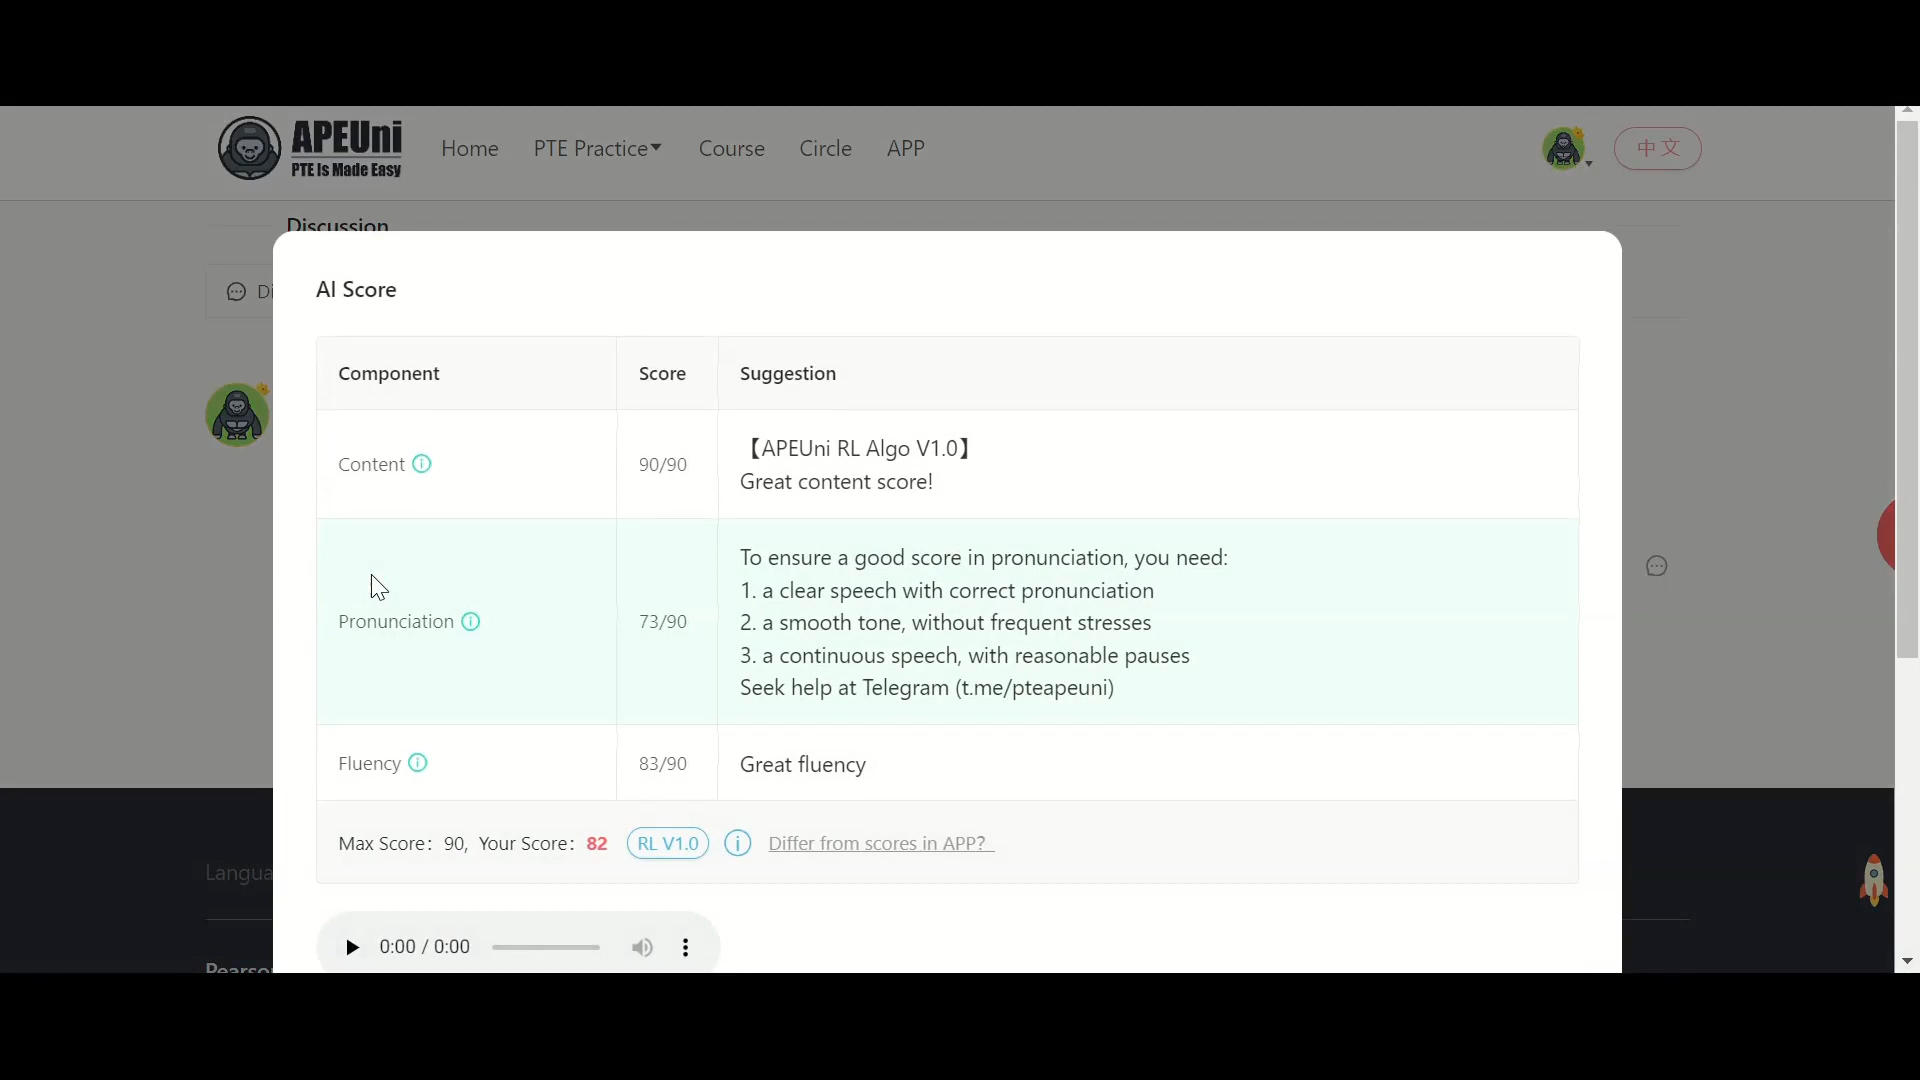 APEUni
PTE Is Made Easy
Home
PTE Practice
Course
Circle
APP
中文
Discussion
Di
AI Score
Component
Score
Suggestion
Content
90/90
【APEUni RL Algo V1.0】
Great content score!
Pronunciation
73/90
To ensure a good score in pronunciation, you need:
1. a clear speech with correct pronunciation
2. a smooth tone, without frequent stresses
3. a continuous speech, with reasonable pauses
Seek help at Telegram (t.me/pteapeuni)
Fluency
83/90
Great fluency
Max Score: 90, Your Score: 82
RL V1.0
Differ from scores in APP?
Langua
0:00 / 0:00
Pearso